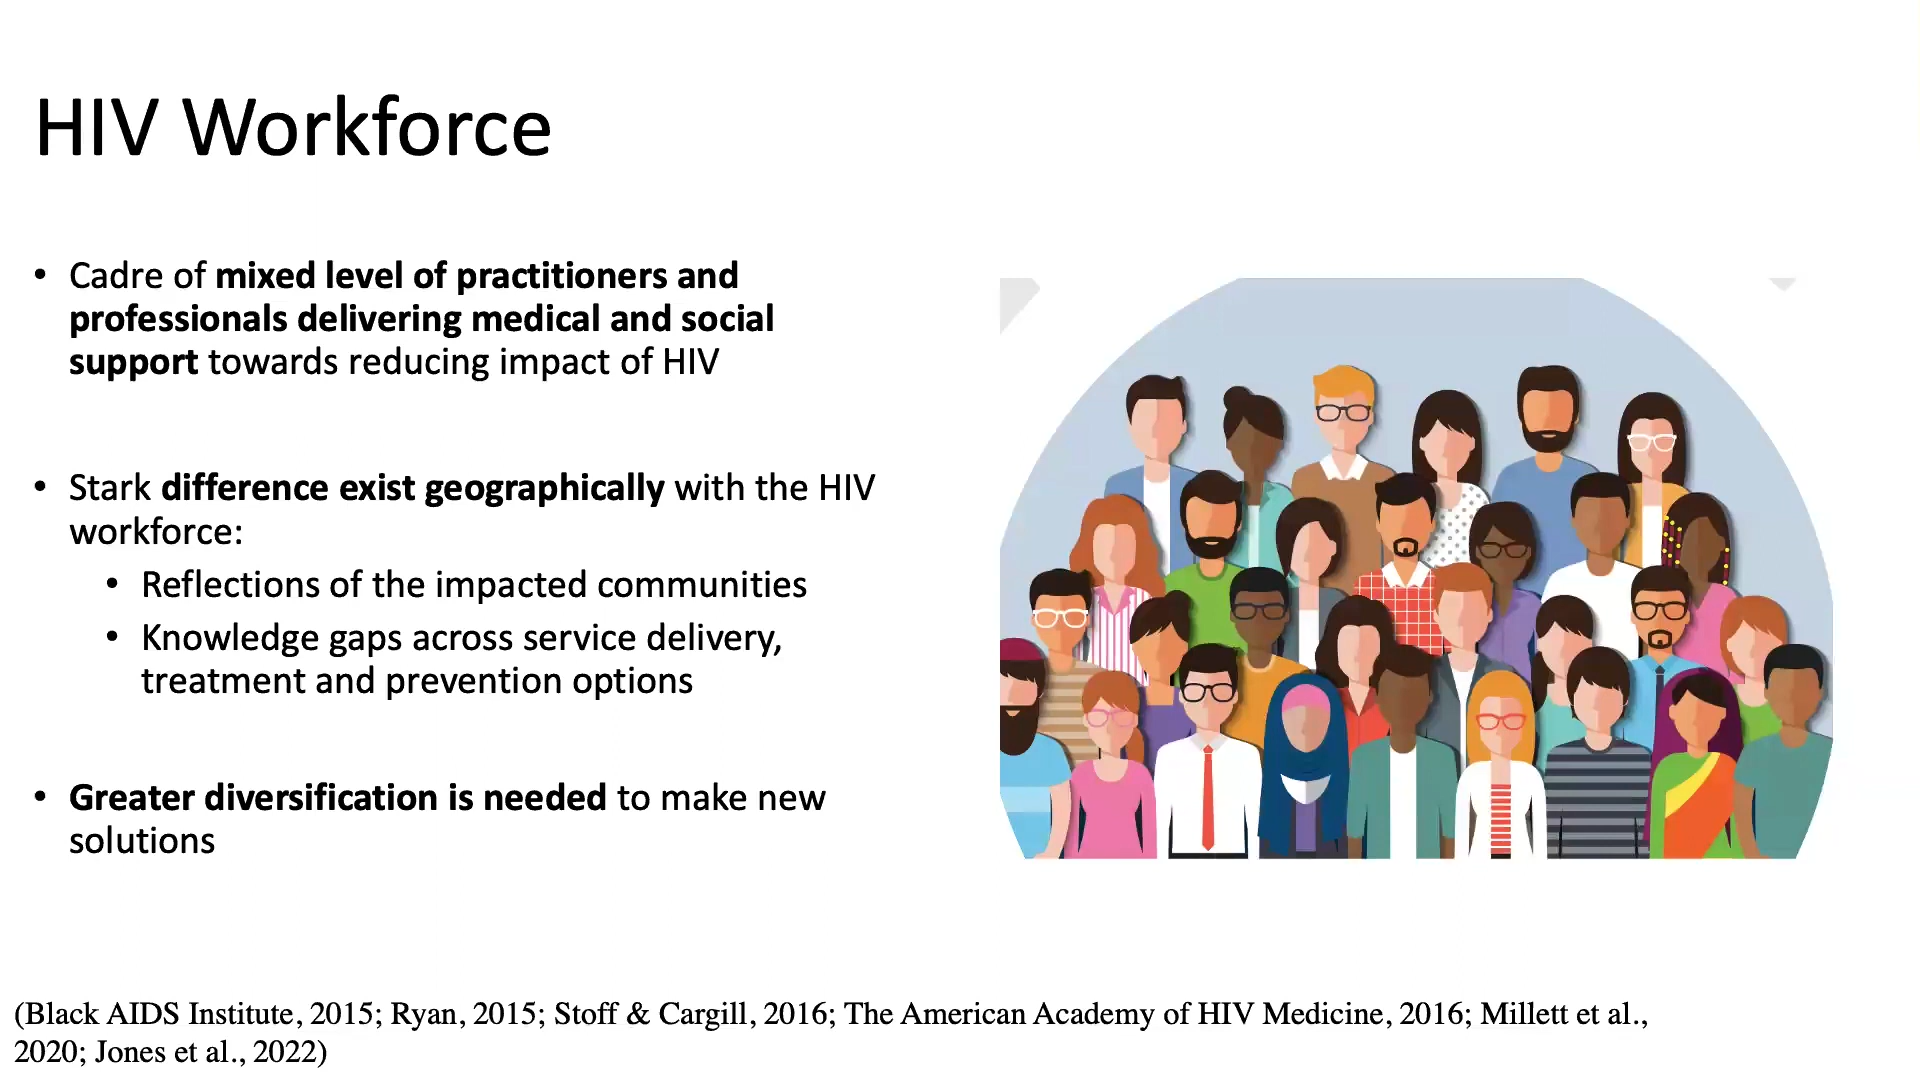 HIV Workforce
• Cadre of mixed level of practitioners and
professionals delivering medical and social
support towards reducing impact of HIV
• Stark difference exist geographically with the HIV
workforce:
• Reflections of the impacted communities
• Knowledge gaps across service delivery,
treatment and prevention options
• Greater diversification is needed to make new
solutions
(Black AIDS Institute, 2015; Ryan, 2015; Stoff & Cargill, 2016; The American Academy of HIV Medicine, 2016; Millett et al.,
2020; Jones et al., 2022)